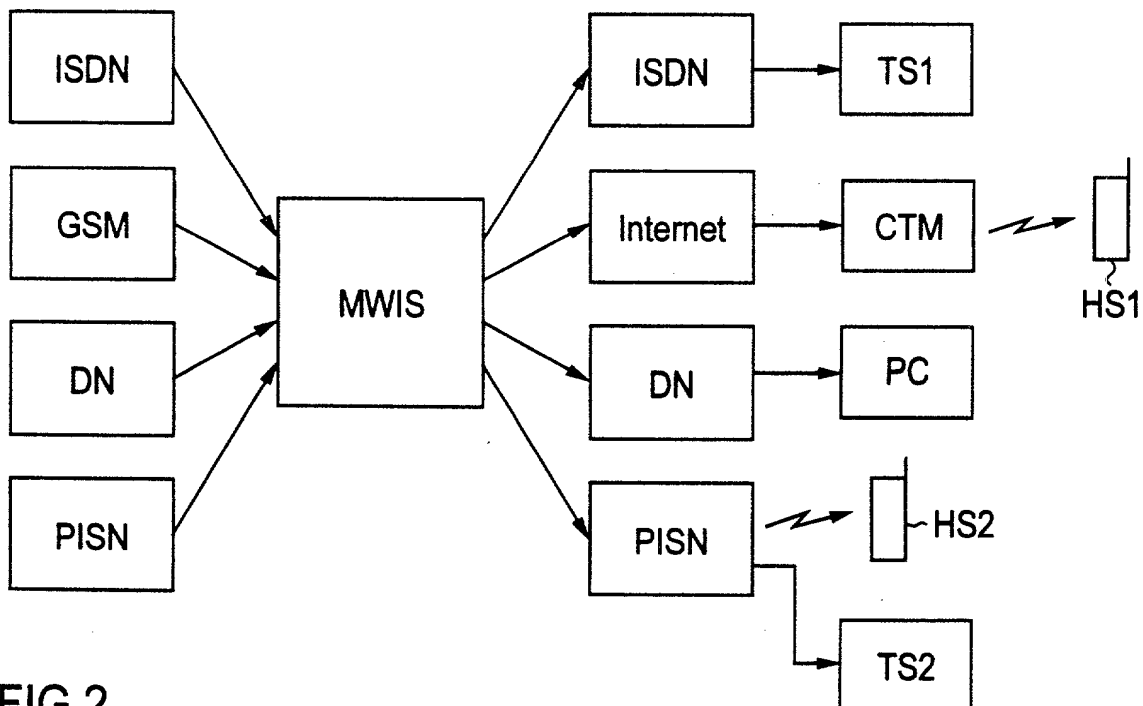 ISDN
GSM
DN
PISN
MWIS
ISDN
TS1
Internet
CTM
HS1
DN
PC
PISN
HS2
TS2
FIG 2